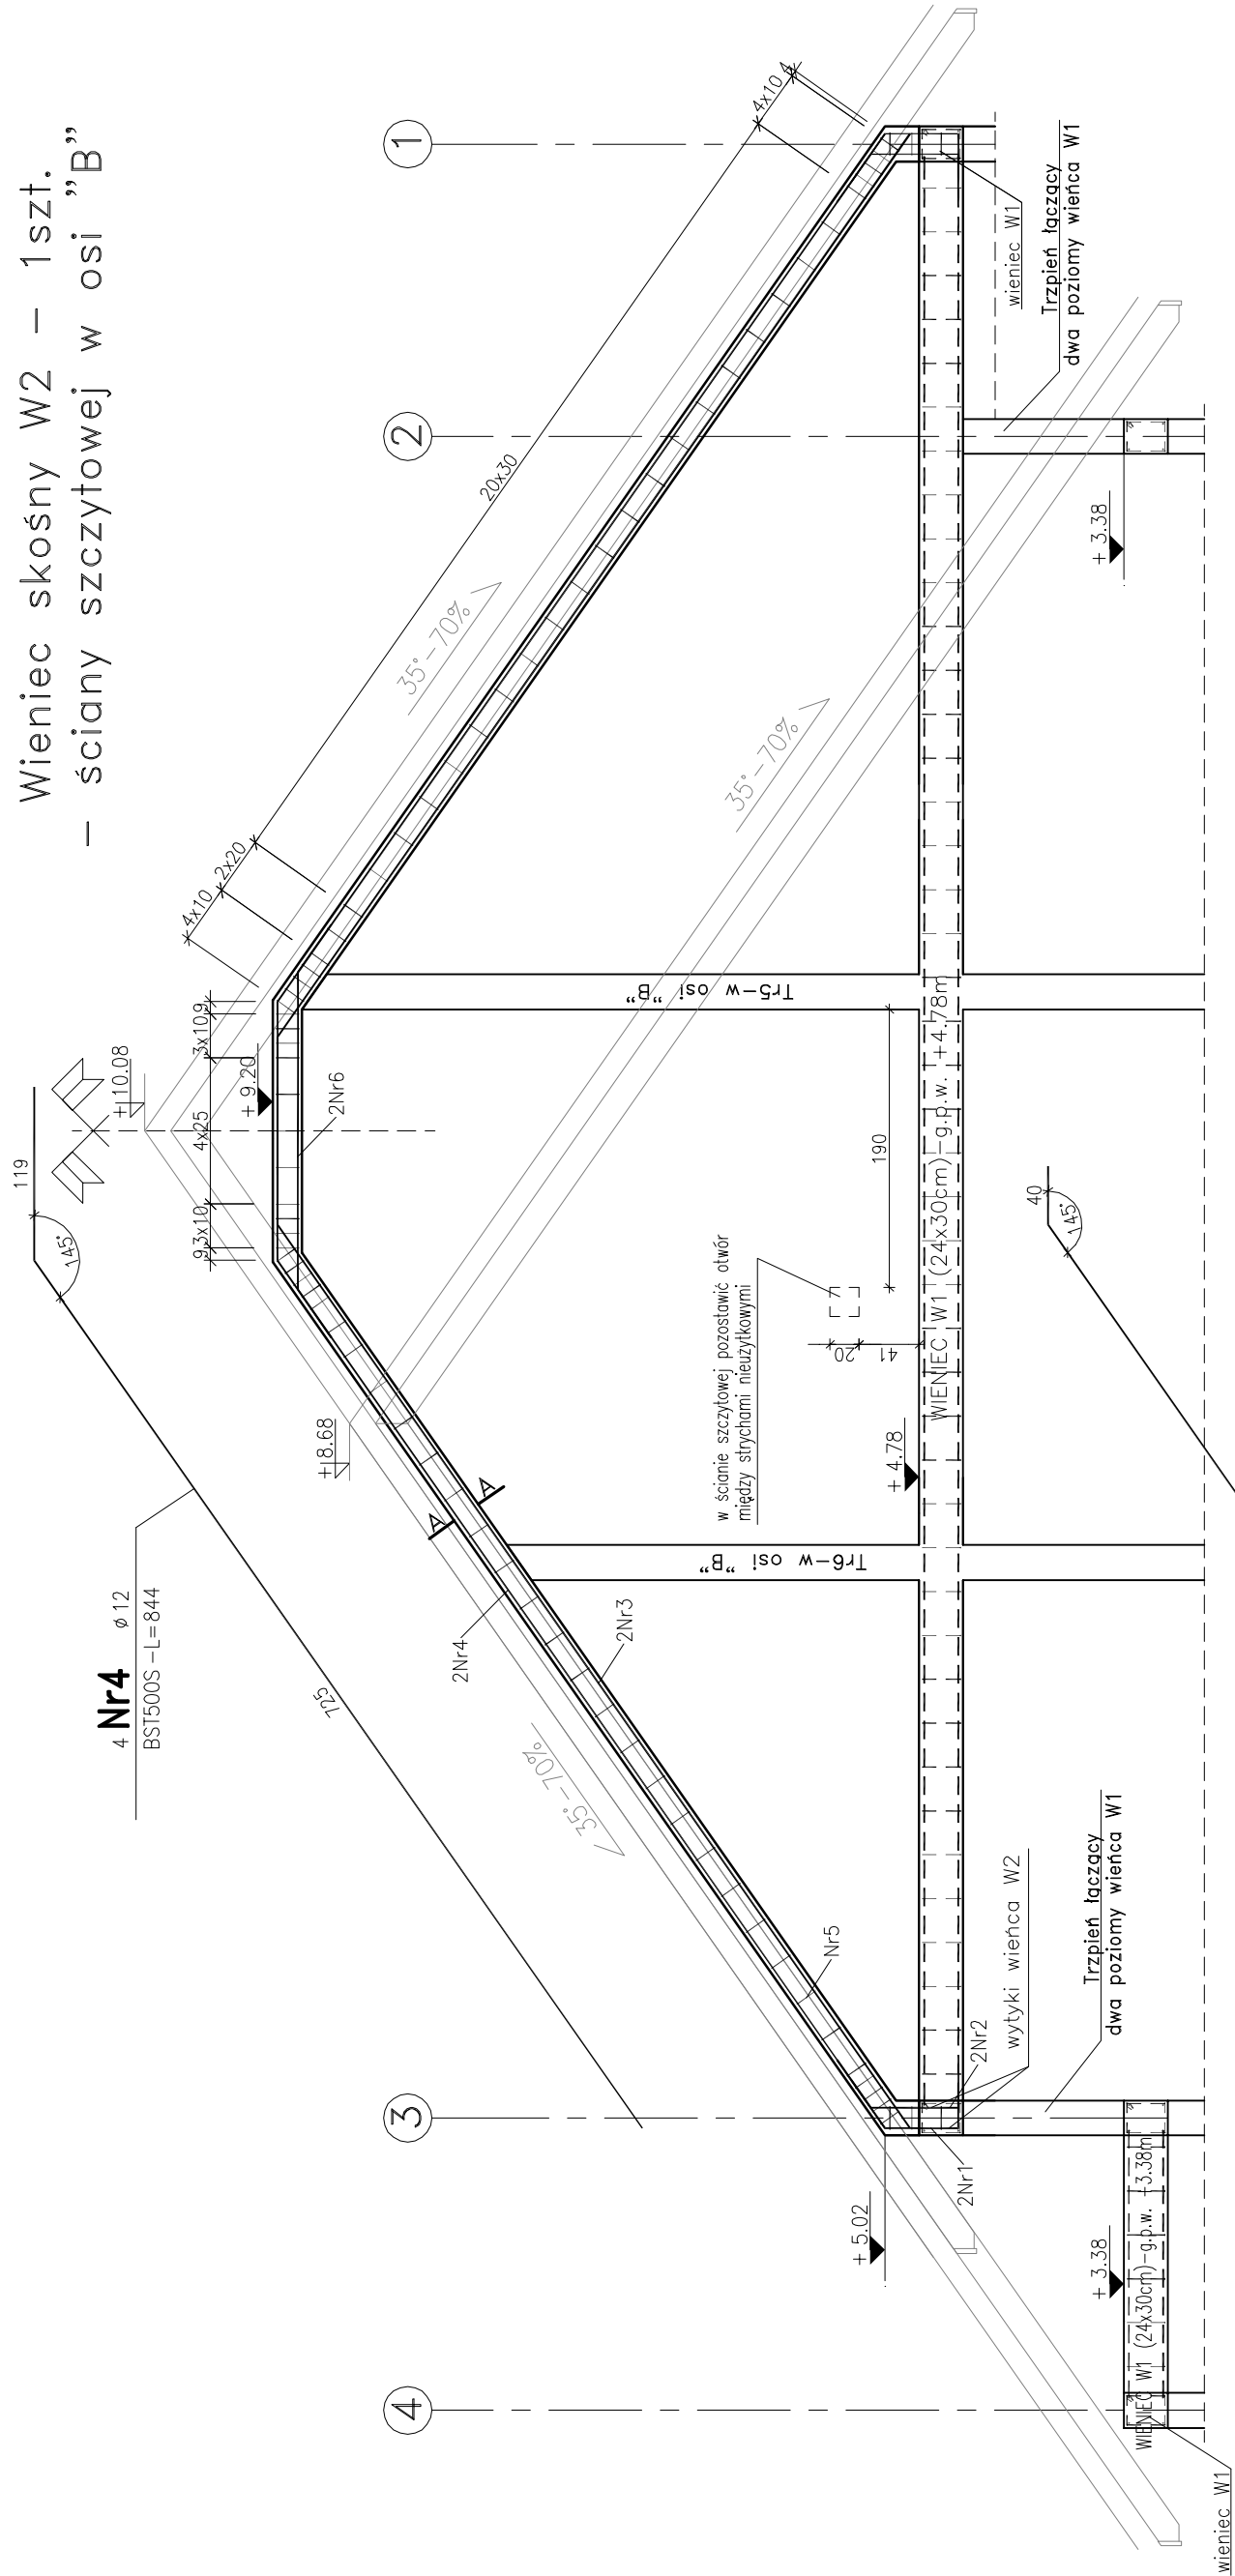 Wieniec skośny W2 – 1szt.
– ściany szczytowej w osi ”B”
4 Nr4 ø12
BST500S –L=844
725
145°
119
+10.08
+8.68
+ 9.20
9
3x10
4x25
3x10
9
4x10
2x20
20x30
4x10
4
35°–70%
35°–70%
35°–70%
2Nr6
2Nr4
2Nr3
Nr5
A
A
Tr5–w osi ”B”
Tr6–w osi ”B”
w ścianie szczytowej pozostawić otwór
między strychami nieużytkowymi
20
41
190
+ 4.78
WIENIEC W1 (24x30cm)–g.p.w. +4.78m
40
145°
wytyki wieńca W2
2Nr2
2Nr1
+ 5.02
Trzpień łączący
dwa poziomy wieńca W1
+ 3.38
WIENIEC W1 (24x30cm)–g.p.w. +3.38m
wieniec W1
wieniec W1
Trzpień łączący
dwa poziomy wieńca W1
+ 3.38
4
3
2
1